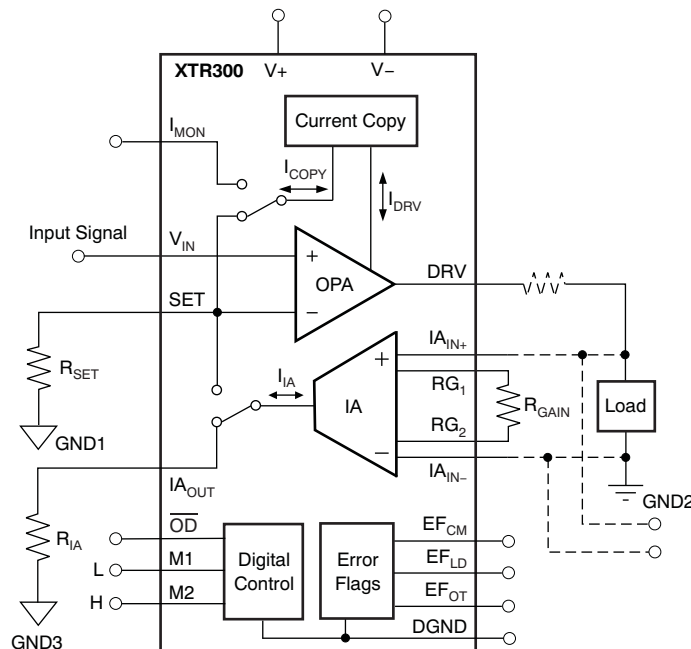 V+
V−
XTR300
Current Copy
I_MON
I_COPY
I_DRV
Input Signal
V_IN
+
OPA
−
DRV
SET
R_SET
GND1
IA_IN+
+
RG_1
I_IA
IA
R_GAIN
Load
RG_2
−
IA_IN−
GND2
IA_OUT
R_IA
GND3
OD
L
M1
H
M2
Digital
Control
Error
Flags
EF_CM
EF_LD
EF_OT
DGND